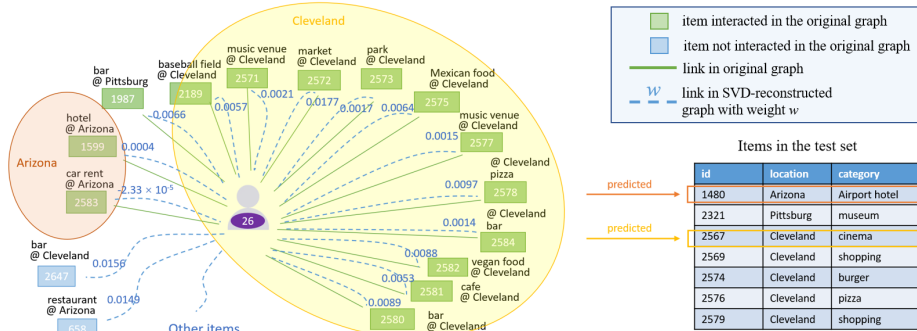 Cleveland
bar
@ Pittsburg
1987
baseball field
@ Cleveland
2189
music venue
@ Cleveland
2571
market
@ Cleveland
2572
park
@ Cleveland
2573
Mexican food
@ Cleveland
2575
music venue
@ Cleveland
2577
@ Cleveland
pizza
2578
@ Cleveland
bar
2584
2582
vegan food
@ Cleveland
2581
cafe
@ Cleveland
2580
bar
@ Cleveland
Arizona
hotel
@ Arizona
1599
car rent
@ Arizona
2583
bar
@ Cleveland
2647
restaurant
@ Arizona
658
Other items
26
-0.0066
0.0057
0.0021
0.0177
0.0017
0.0064
0.0015
0.0097
0.0014
0.0088
0.0053
0.0089
0.0004
-2.33 × 10⁻⁵
0.0156
0.0149
item interacted in the original graph
item not interacted in the original graph
link in original graph
w
link in SVD-reconstructed
graph with weight w
Items in the test set
id location category
1480 Arizona Airport hotel
2321 Pittsburg museum
2567 Cleveland cinema
2569 Cleveland shopping
2574 Cleveland burger
2576 Cleveland pizza
2579 Cleveland shopping
predicted
predicted